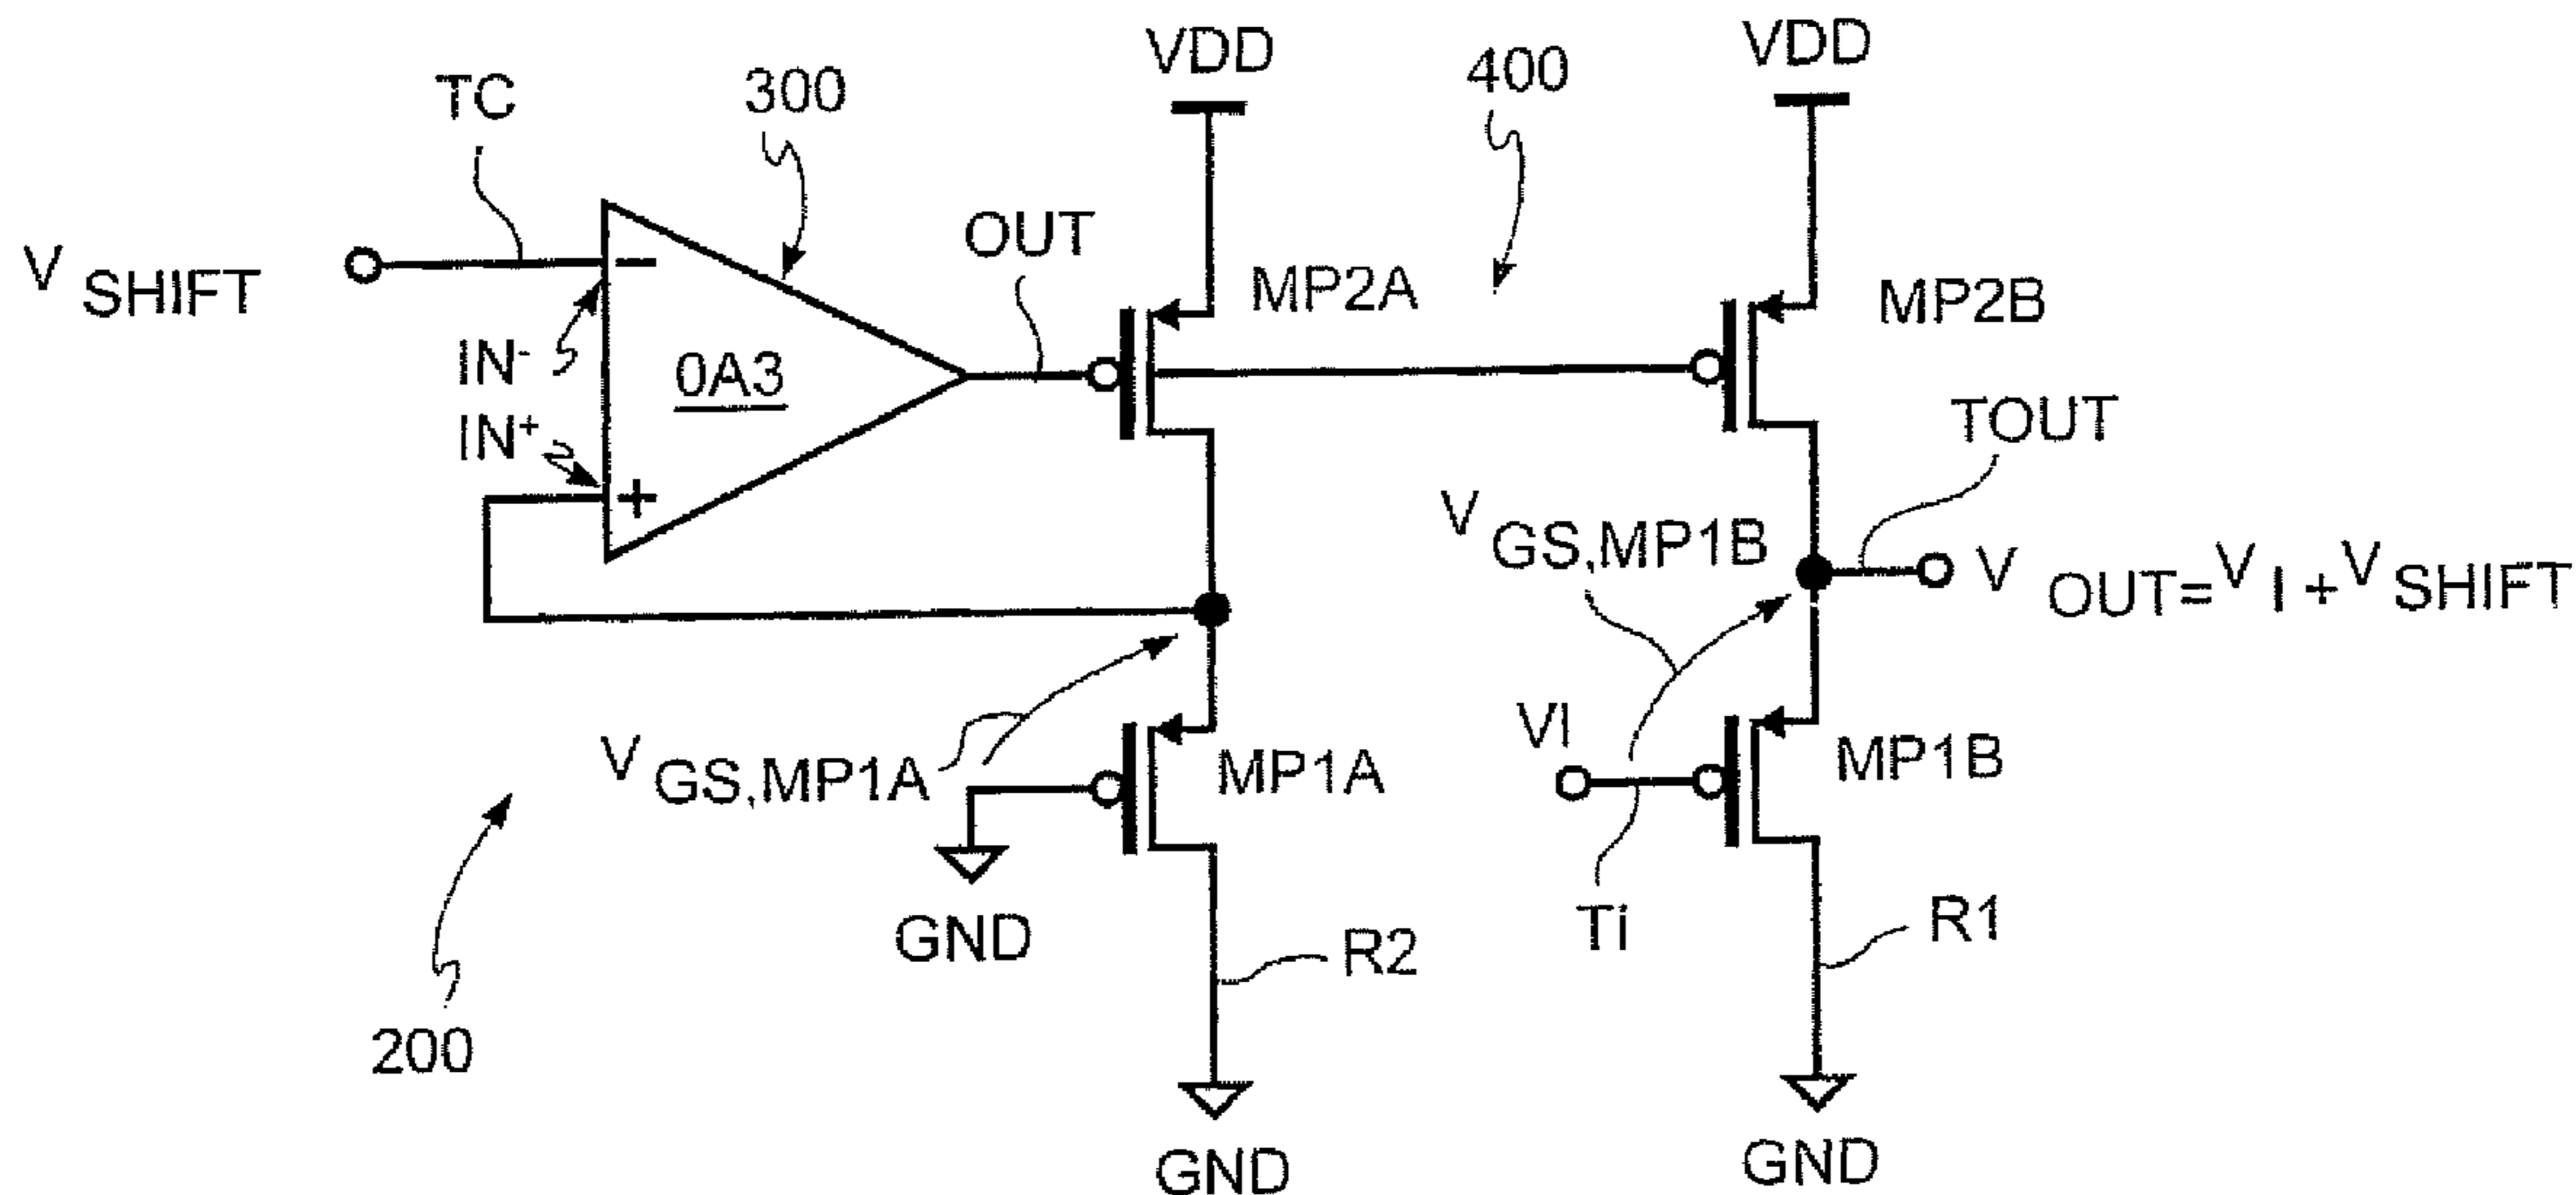 VDD
VDD
TC
300
400
V SHIFT
OUT
MP2A
MP2B
−
IN-
0A3
IN+
+
TOUT
V GS,MP1B
V OUT=V I +V SHIFT
VI
V GS,MP1A
MP1A
MP1B
GND
Ti
R2
R1
200
GND
GND